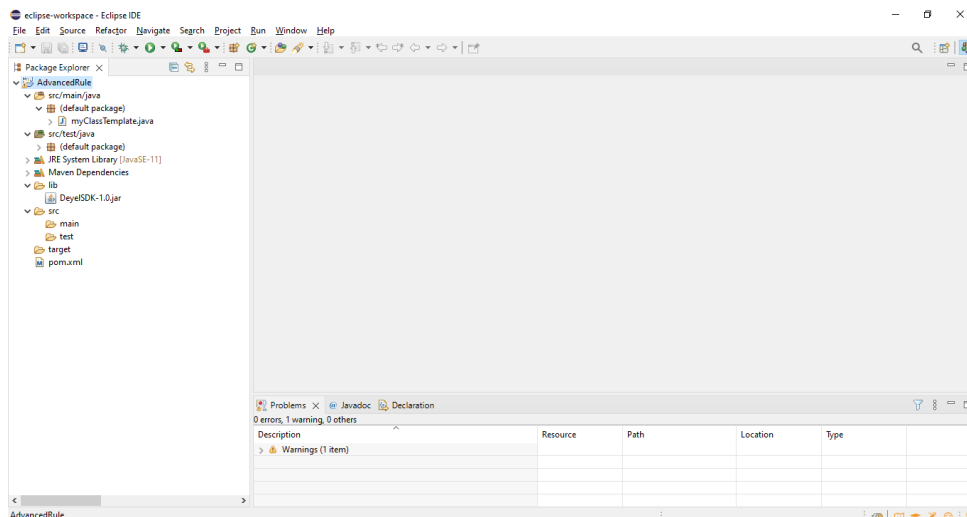 eclipse-workspace - Eclipse IDE
File Edit Source Refactor Navigate Search Project Run Window Help
Package Explorer
AdvancedRule
src/main/java
(default package)
myClassTemplate.java
src/test/java
(default package)
JRE System Library [JavaSE-11]
Maven Dependencies
lib
DeyelSDK-1.0.jar
src
main
test
target
pom.xml
Problems @ Javadoc Declaration
0 errors, 1 warning, 0 others
Description Resource Path Location Type
Warnings (1 item)
AdvancedRule